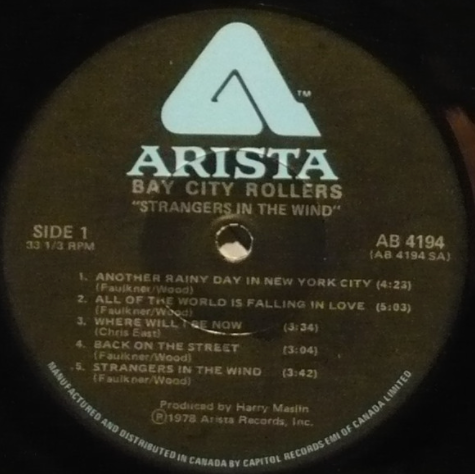 ™
ARISTA
BAY CITY ROLLERS
"STRANGERS IN THE WIND"
SIDE 1
33 1/3 RPM
AB 4194
(AB 4194 SA)
1. ANOTHER RAINY DAY IN NEW YORK CITY (4:23)
(Faulkner/Wood)
2. ALL OF THE WORLD IS FALLING IN LOVE (5:03)
(Faulkner/Wood)
3. WHERE WILL I BE NOW (3:34)
(Chris East)
4. BACK ON THE STREET (3:04)
(Faulkner/Wood)
5. STRANGERS IN THE WIND (3:42)
(Faulkner/Wood)
Produced by Harry Maslin
℗1978 Arista Records, Inc.
MANUFACTURED AND DISTRIBUTED IN CANADA BY CAPITOL RECORDS EMI OF CANADA LIMITED